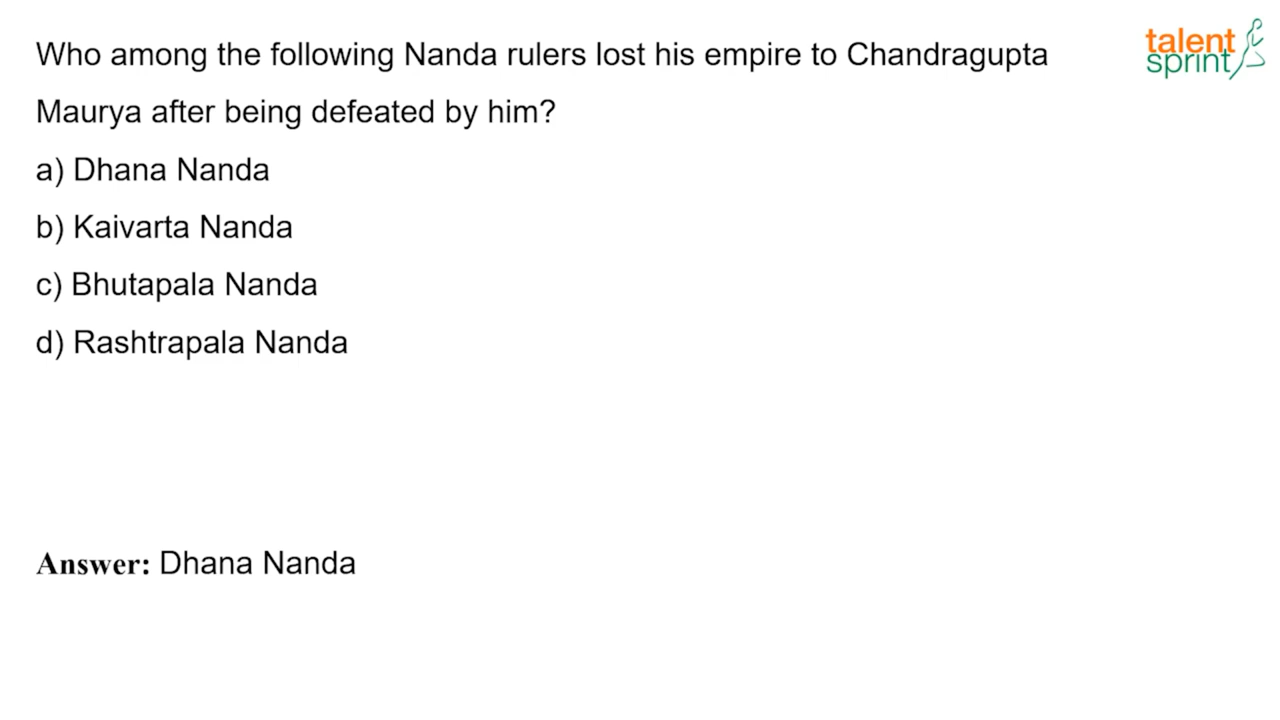 talent
sprint
Who among the following Nanda rulers lost his empire to Chandragupta
Maurya after being defeated by him?
a) Dhana Nanda
b) Kaivarta Nanda
c) Bhutapala Nanda
d) Rashtrapala Nanda
Answer: Dhana Nanda